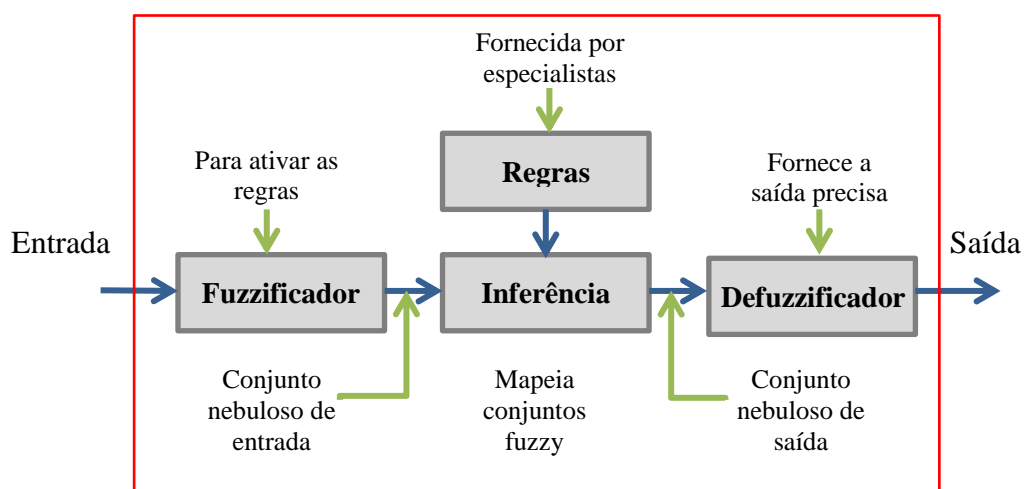 Fornecida por
especialistas
Regras
Para ativar as
regras
Fornece a
saída precisa
Entrada
Fuzzificador
Inferência
Defuzzificador
Saída
Conjunto
nebuloso de
entrada
Mapeia
conjuntos
fuzzy
Conjunto
nebuloso de
saída